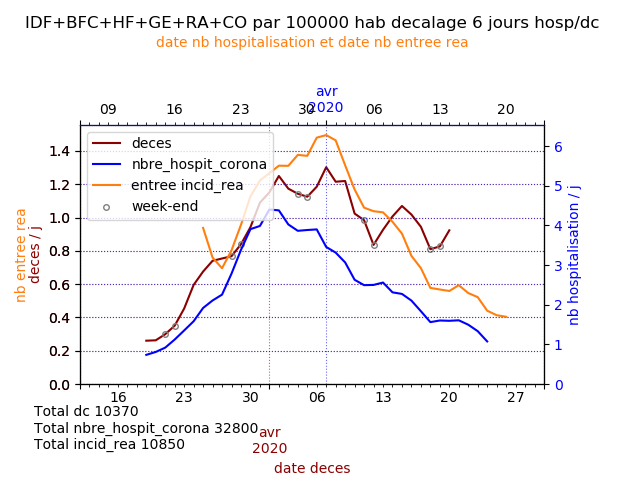 IDF+BFC+HF+GE+RA+CO par 100000 hab decalage 6 jours hosp/dc
date nb hospitalisation et date nb entree rea
avr
2020
09 16 23 30 06 13 20
deces
nbre_hospit_corona
entree incid_rea
week-end
nb entree rea
deces / j
nb hospitalisation / j
1.4
1.2
1.0
0.8
0.6
0.4
0.2
0.0
6
5
4
3
2
1
0
16 23 30 06 13 20 27
avr
2020
date deces
Total dc 10370
Total nbre_hospit_corona 32800
Total incid_rea 10850